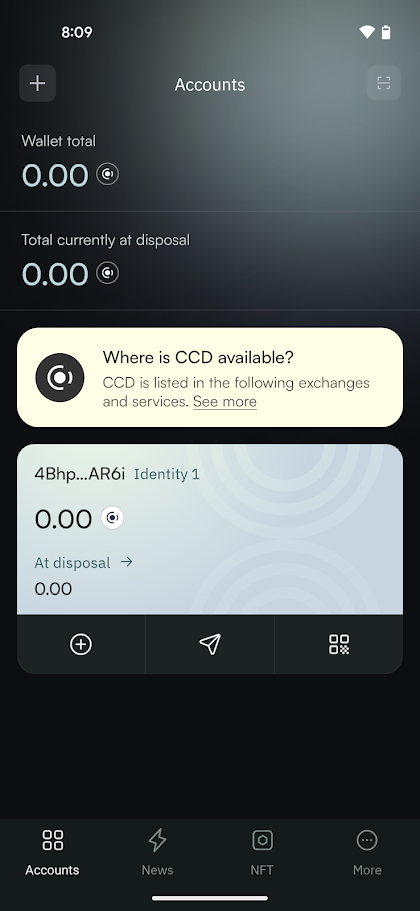 8:09
Accounts
Wallet total
0.00
Total currently at disposal
0.00
Where is CCD available?
CCD is listed in the following exchanges
and services. See more
4Bhp...AR6i Identity 1
0.00
At disposal →
0.00
Accounts News NFT More